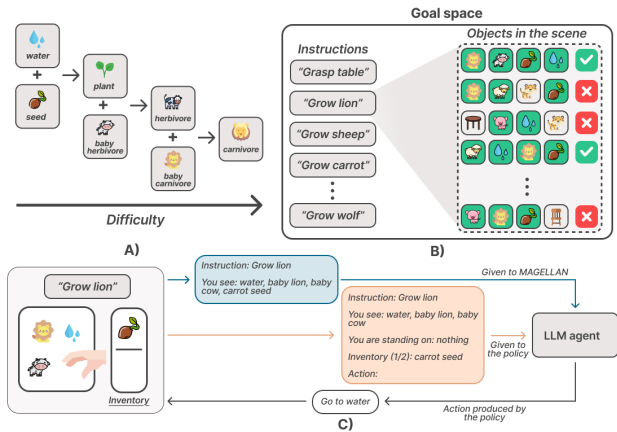 water
+
seed
plant
+
baby
herbivore
herbivore
+
baby
carnivore
carnivore
Difficulty
A)
Goal space
Instructions
Objects in the scene
"Grasp table"
"Grow lion"
"Grow sheep"
"Grow carrot"
"Grow wolf"
B)
"Grow lion"
Inventory
Instruction: Grow lion
You see: water, baby lion, baby
cow, carrot seed
Given to MAGELLAN
Instruction: Grow lion
You see: water, baby lion, baby
cow
You are standing on: nothing
Inventory (1/2): carrot seed
Action:
Given to
the policy
LLM agent
Go to water
Action produced by
the policy
C)